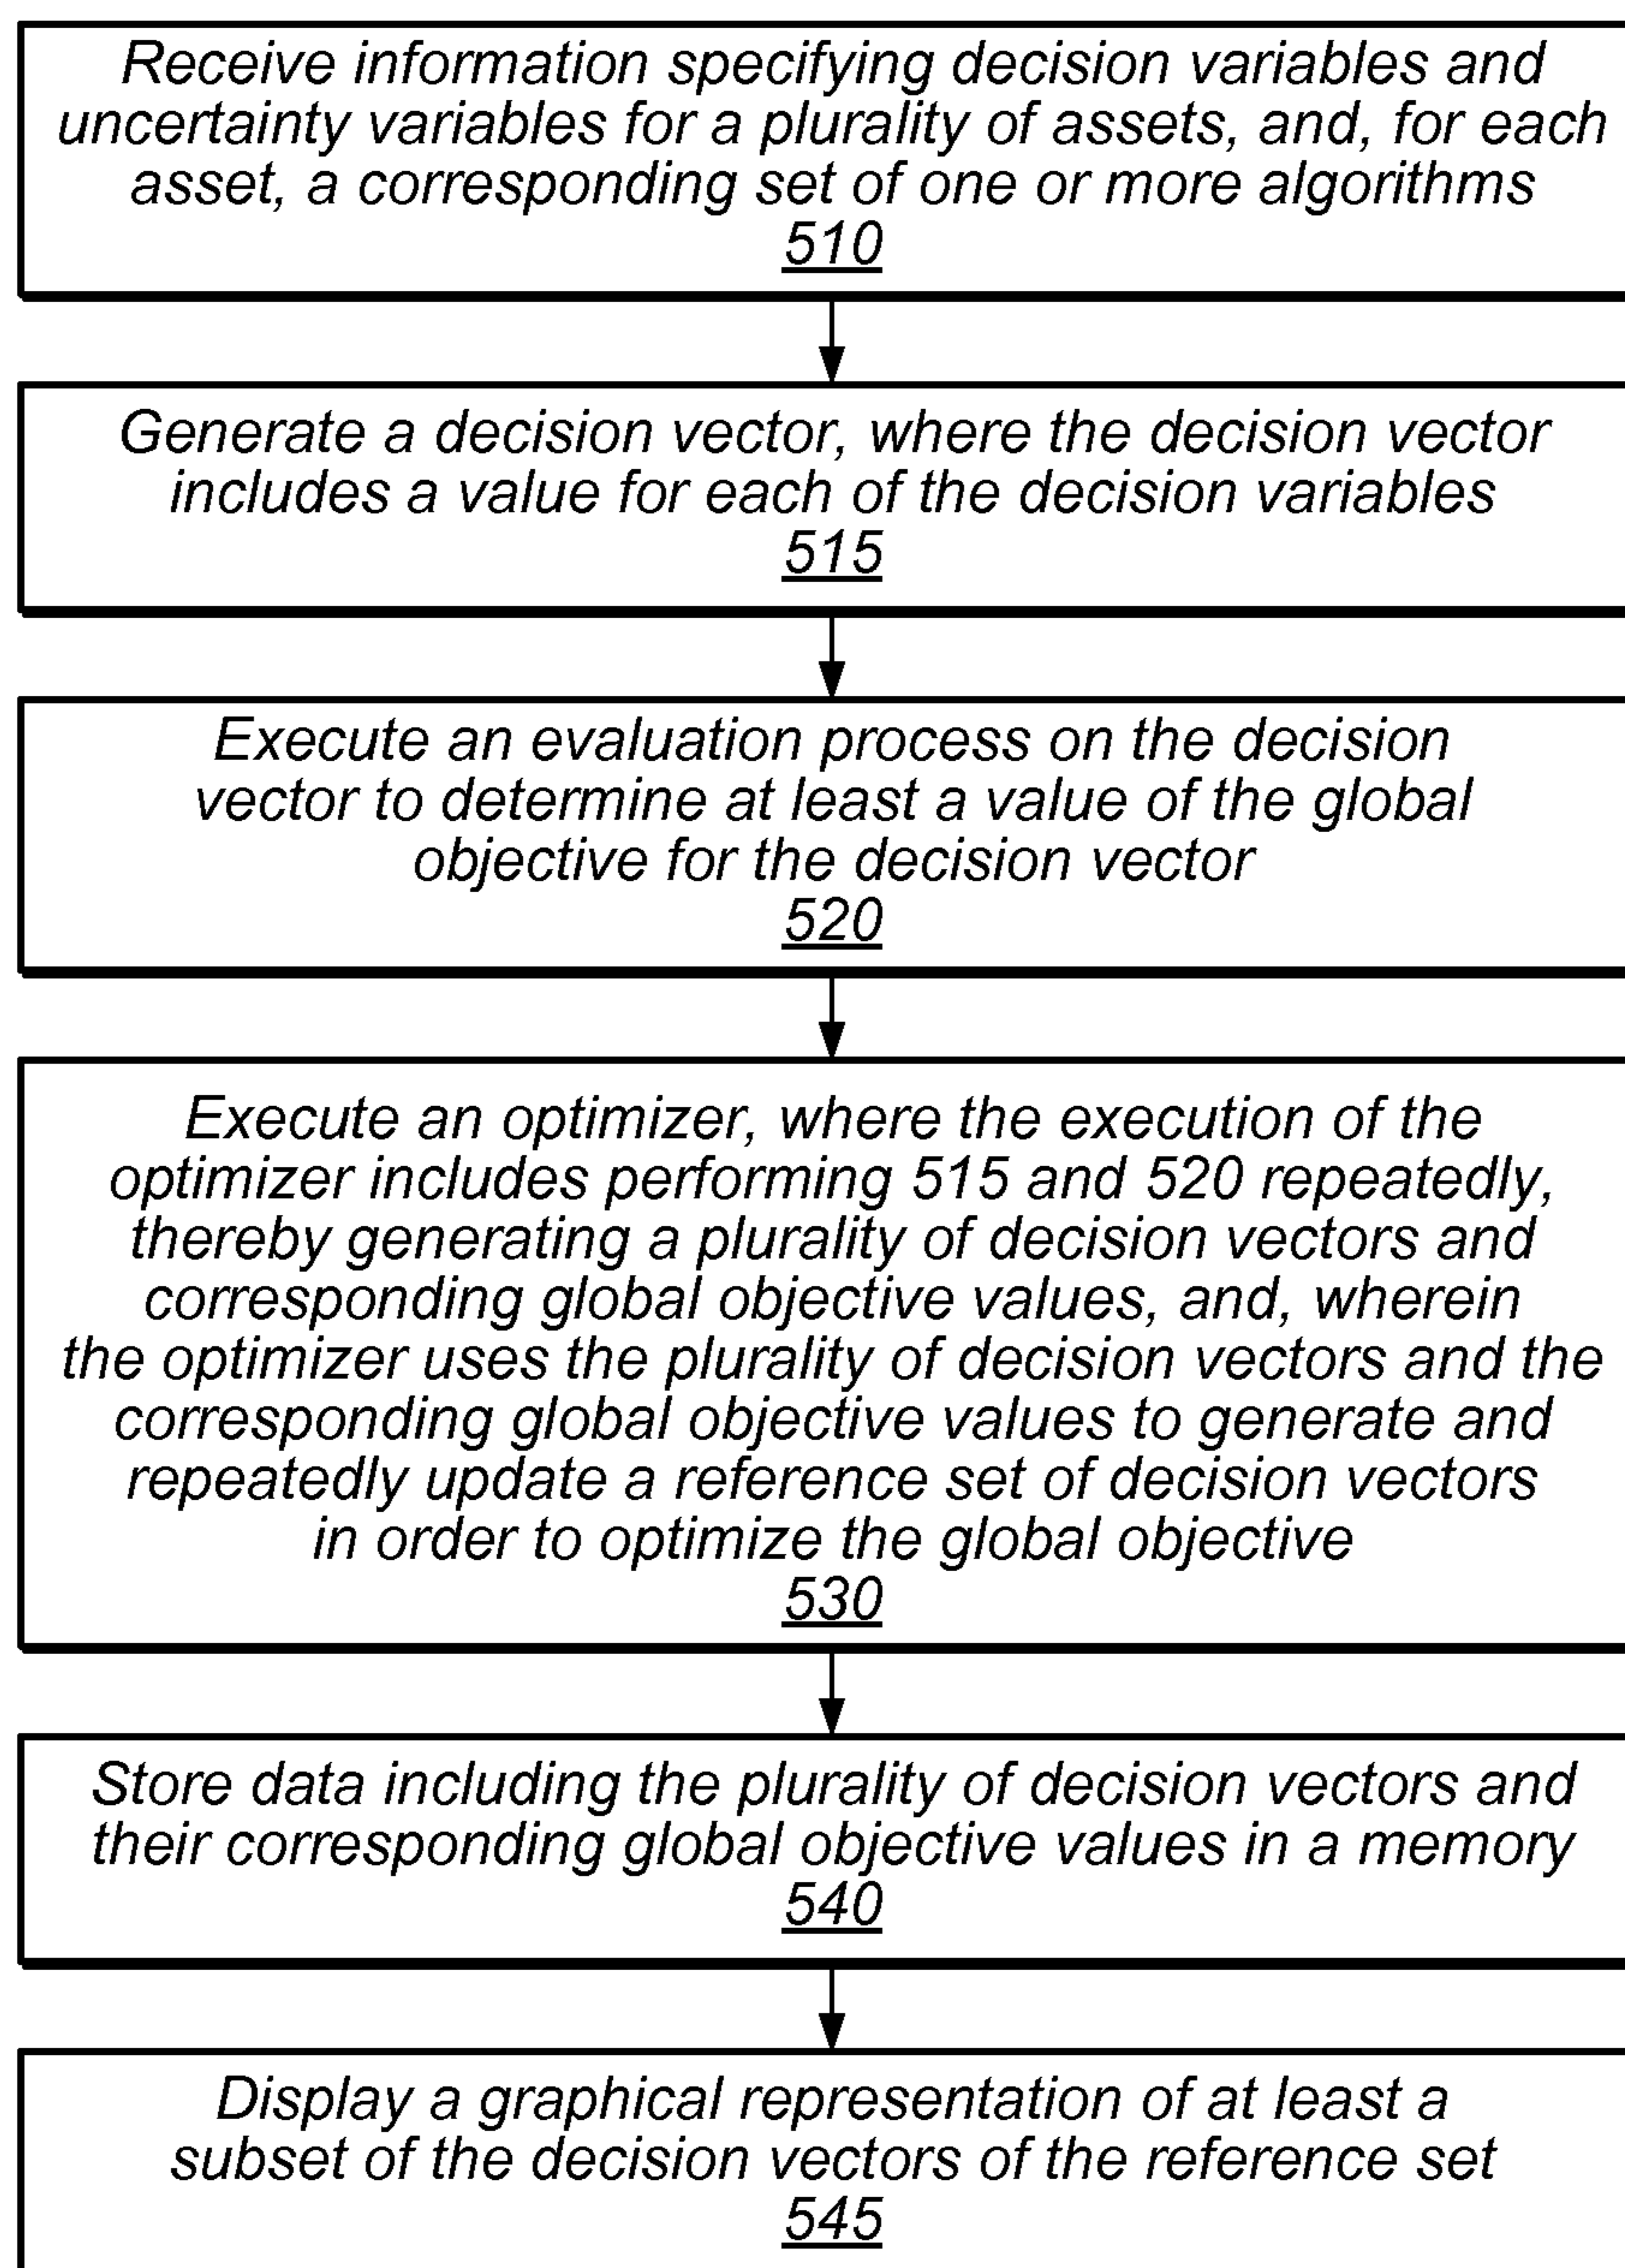 Receive information specifying decision variables and
uncertainty variables for a plurality of assets, and, for each
asset, a corresponding set of one or more algorithms
510
Generate a decision vector, where the decision vector
includes a value for each of the decision variables
515
Execute an evaluation process on the decision
vector to determine at least a value of the global
objective for the decision vector
520
Execute an optimizer, where the execution of the
optimizer includes performing 515 and 520 repeatedly,
thereby generating a plurality of decision vectors and
corresponding global objective values, and, wherein
the optimizer uses the plurality of decision vectors and the
corresponding global objective values to generate and
repeatedly update a reference set of decision vectors
in order to optimize the global objective
530
Store data including the plurality of decision vectors and
their corresponding global objective values in a memory
540
Display a graphical representation of at least a
subset of the decision vectors of the reference set
545